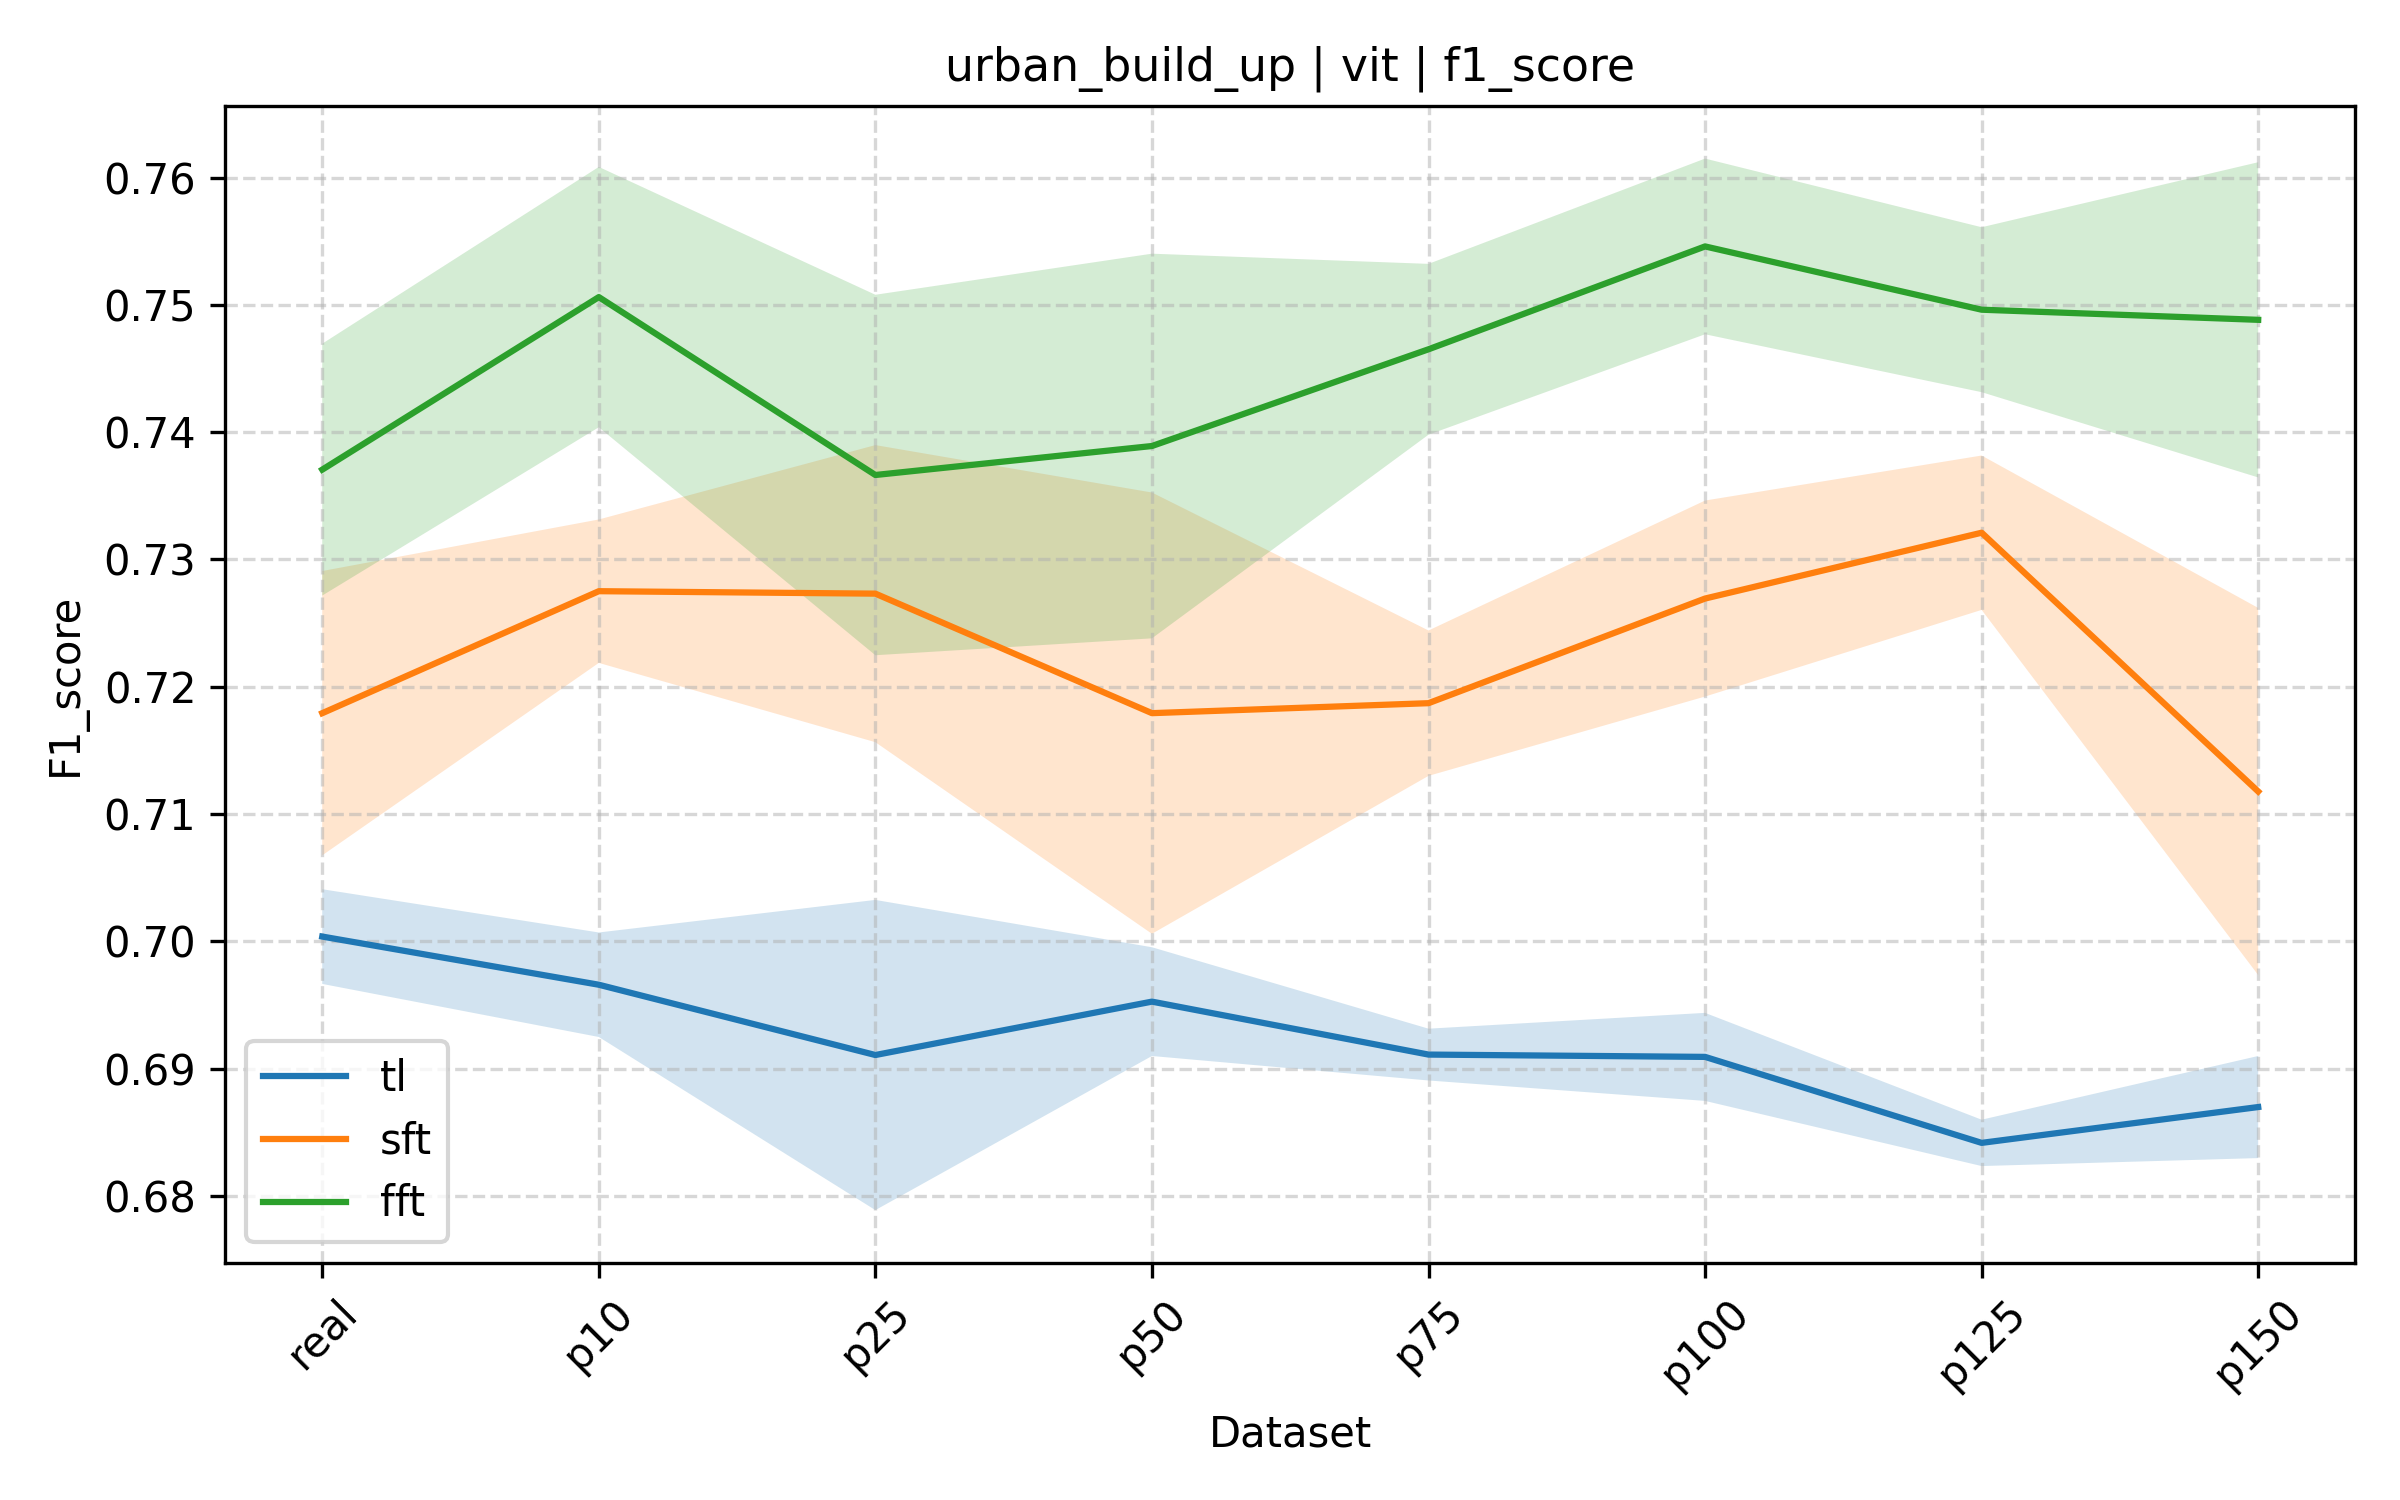 urban_build_up | vit | f1_score
F1_score
0.76
0.75
0.74
0.73
0.72
0.71
0.70
0.69
0.68
tl
sft
fft
real
p10
p25
p50
p75
p100
p125
p150
Dataset